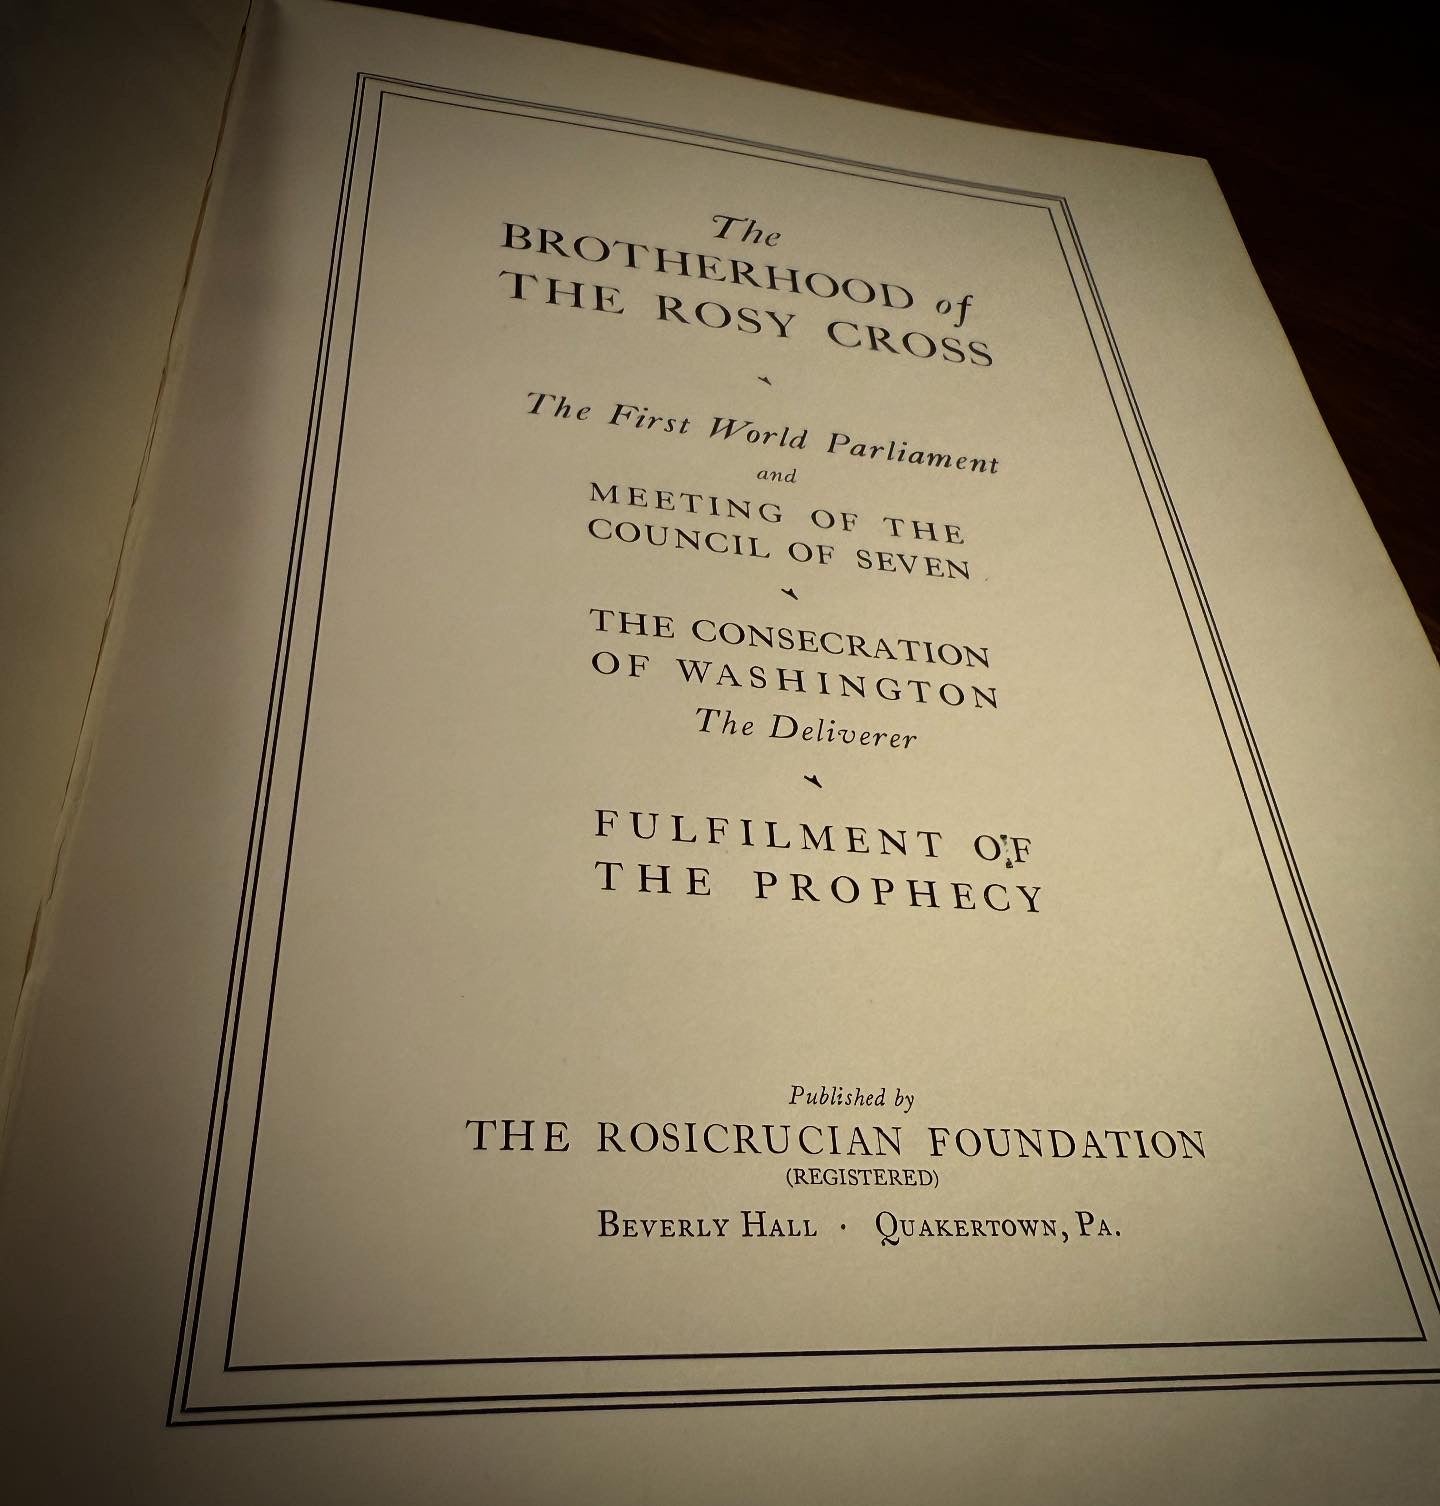 The
BROTHERHOOD of
THE ROSY CROSS
The First World Parliament
and
MEETING OF THE
COUNCIL OF SEVEN
THE CONSECRATION
OF WASHINGTON
The Deliverer
FULFILMENT OF
THE PROPHECY
Published by
THE ROSICRUCIAN FOUNDATION
(REGISTERED)
BEVERLY HALL · QUAKERTOWN, PA.